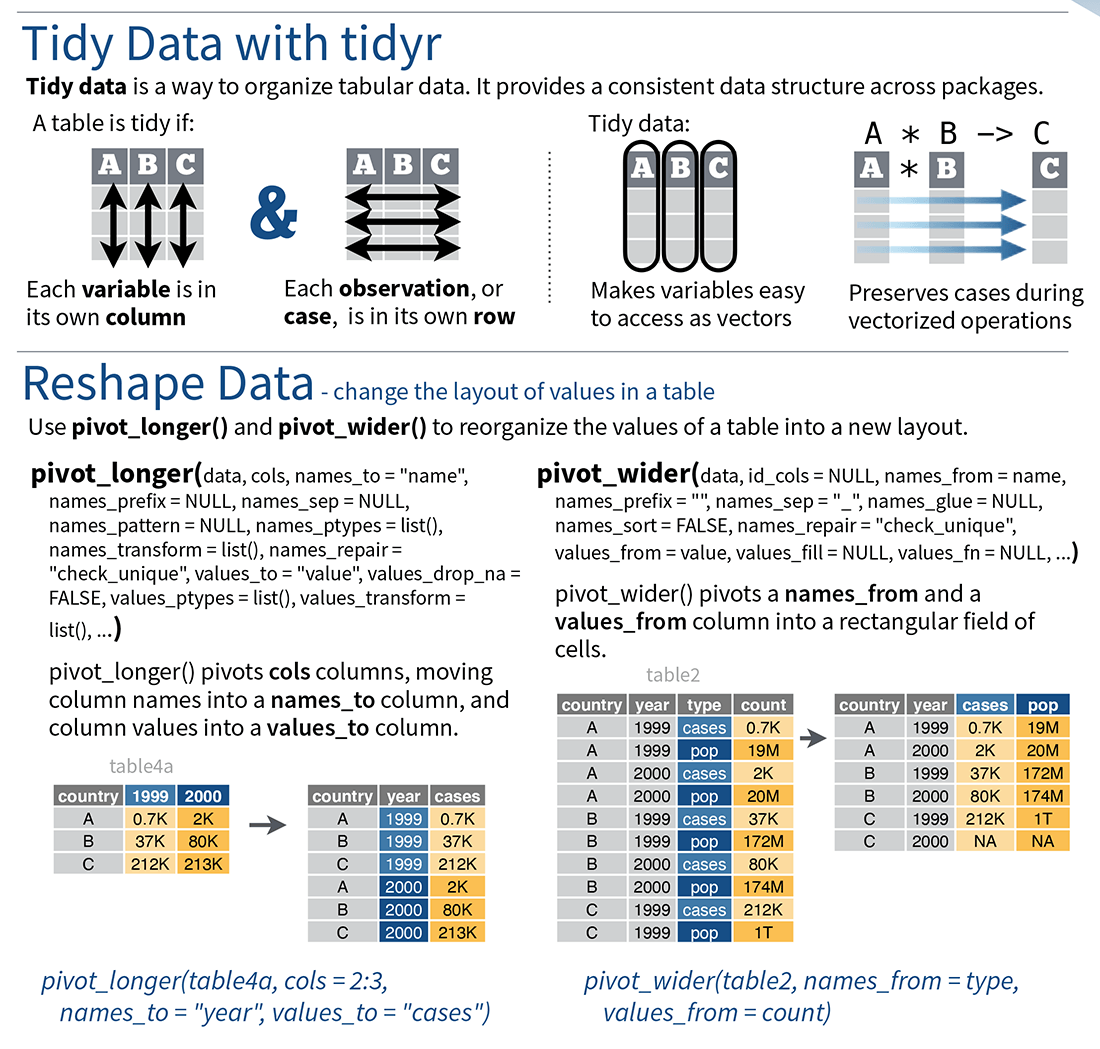 Tidy Data with tidyr
Tidy data is a way to organize tabular data. It provides a consistent data structure across packages.
A table is tidy if:
A B C
&
A B C
Each variable is in
its own column
Each observation, or
case, is in its own row
Tidy data:
A B C
Makes variables easy
to access as vectors
A * B -> C
A * B C
Preserves cases during
vectorized operations
Reshape Data - change the layout of values in a table
Use pivot_longer() and pivot_wider() to reorganize the values of a table into a new layout.
pivot_longer(data, cols, names_to = "name",
names_prefix = NULL, names_sep = NULL,
names_pattern = NULL, names_ptypes = list(),
names_transform = list(), names_repair =
"check_unique", values_to = "value", values_drop_na =
FALSE, values_ptypes = list(), values_transform =
list(), ...)
pivot_longer() pivots cols columns, moving
column names into a names_to column, and
column values into a values_to column.
table4a
country 1999 2000
A 0.7K 2K
B 37K 80K
C 212K 213K
country year cases
A 1999 0.7K
B 1999 37K
C 1999 212K
A 2000 2K
B 2000 80K
C 2000 213K
pivot_longer(table4a, cols = 2:3,
names_to = "year", values_to = "cases")
pivot_wider(data, id_cols = NULL, names_from = name,
names_prefix = "", names_sep = "_", names_glue = NULL,
names_sort = FALSE, names_repair = "check_unique",
values_from = value, values_fill = NULL, values_fn = NULL, ...)
pivot_wider() pivots a names_from and a
values_from column into a rectangular field of
cells.
table2
country year type count
A 1999 cases 0.7K
A 1999 pop 19M
A 2000 cases 2K
A 2000 pop 20M
B 1999 cases 37K
B 1999 pop 172M
B 2000 cases 80K
B 2000 pop 174M
C 1999 cases 212K
C 1999 pop 1T
country year cases pop
A 1999 0.7K 19M
A 2000 2K 20M
B 1999 37K 172M
B 2000 80K 174M
C 1999 212K 1T
C 2000 NA NA
pivot_wider(table2, names_from = type,
values_from = count)